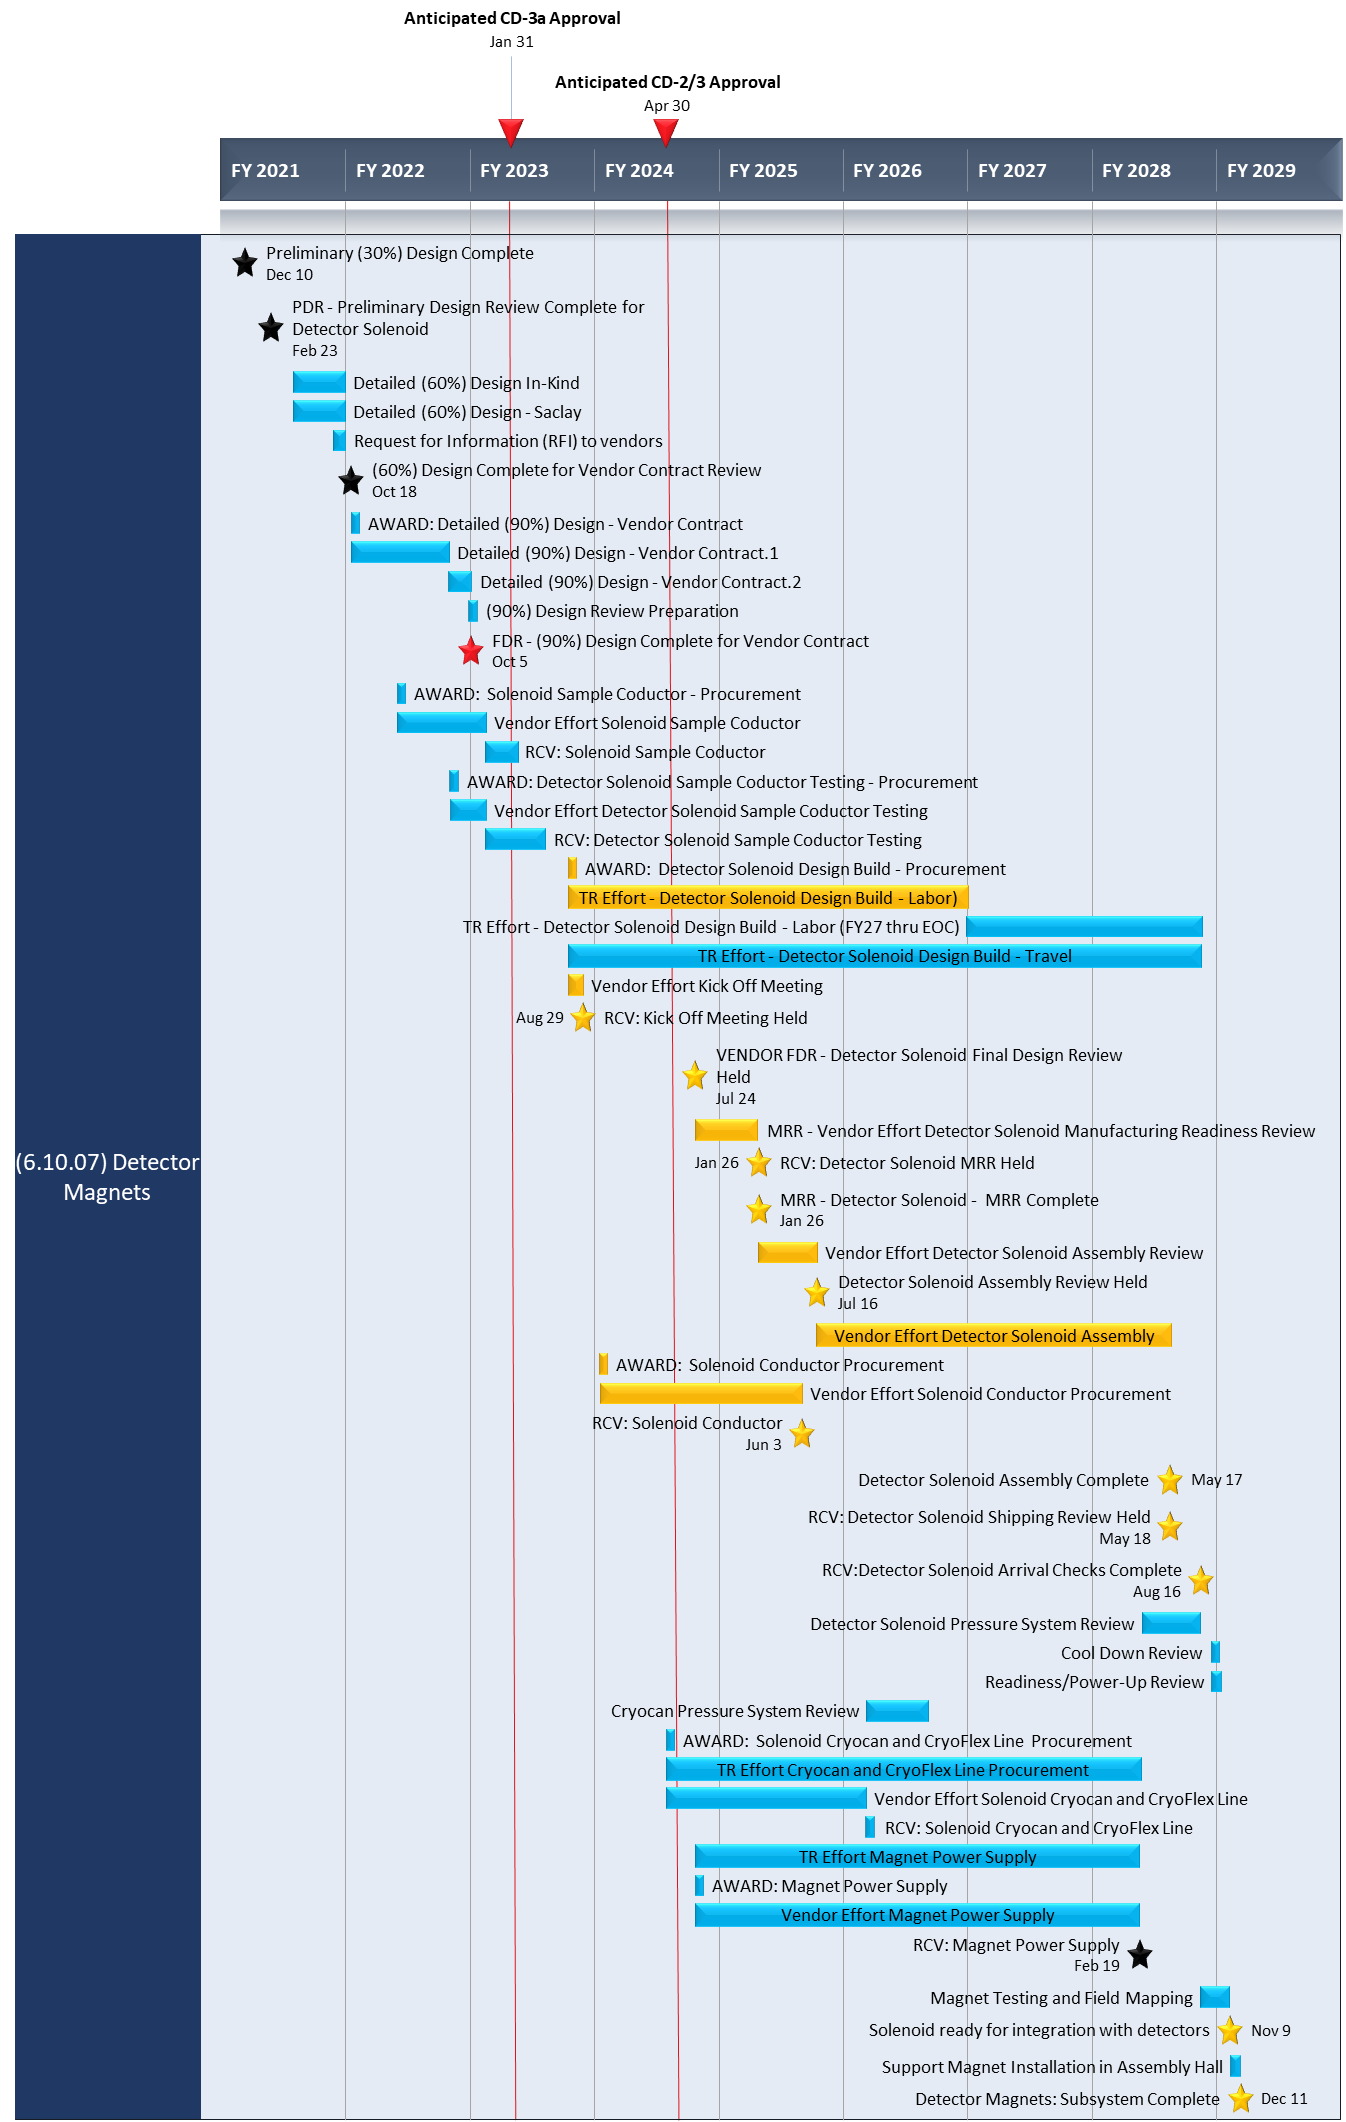 Anticipated CD-3a Approval
Jan 31
Anticipated CD-2/3 Approval
Apr 30
FY 2021 FY 2022 FY 2023 FY 2024 FY 2025 FY 2026 FY 2027 FY 2028 FY 2029
(6.10.07) Detector
Magnets
Preliminary (30%) Design Complete
Dec 10
PDR - Preliminary Design Review Complete for
Detector Solenoid
Feb 23
Detailed (60%) Design In-Kind
Detailed (60%) Design - Saclay
Request for Information (RFI) to vendors
(60%) Design Complete for Vendor Contract Review
Oct 18
AWARD: Detailed (90%) Design - Vendor Contract
Detailed (90%) Design - Vendor Contract.1
Detailed (90%) Design - Vendor Contract.2
(90%) Design Review Preparation
FDR - (90%) Design Complete for Vendor Contract
Oct 5
AWARD: Solenoid Sample Coductor - Procurement
Vendor Effort Solenoid Sample Coductor
RCV: Solenoid Sample Coductor
AWARD: Detector Solenoid Sample Coductor Testing - Procurement
Vendor Effort Detector Solenoid Sample Coductor Testing
RCV: Detector Solenoid Sample Coductor Testing
AWARD: Detector Solenoid Design Build - Procurement
TR Effort - Detector Solenoid Design Build - Labor)
TR Effort - Detector Solenoid Design Build - Labor (FY27 thru EOC)
TR Effort - Detector Solenoid Design Build - Travel
Vendor Effort Kick Off Meeting
Aug 29 RCV: Kick Off Meeting Held
VENDOR FDR - Detector Solenoid Final Design Review
Held
Jul 24
MRR - Vendor Effort Detector Solenoid Manufacturing Readiness Review
Jan 26 RCV: Detector Solenoid MRR Held
MRR - Detector Solenoid - MRR Complete
Jan 26
Vendor Effort Detector Solenoid Assembly Review
Detector Solenoid Assembly Review Held
Jul 16
Vendor Effort Detector Solenoid Assembly
AWARD: Solenoid Conductor Procurement
Vendor Effort Solenoid Conductor Procurement
RCV: Solenoid Conductor
Jun 3
Detector Solenoid Assembly Complete May 17
RCV: Detector Solenoid Shipping Review Held
May 18
RCV:Detector Solenoid Arrival Checks Complete
Aug 16
Detector Solenoid Pressure System Review
Cool Down Review
Readiness/Power-Up Review
Cryocan Pressure System Review
AWARD: Solenoid Cryocan and CryoFlex Line Procurement
TR Effort Cryocan and CryoFlex Line Procurement
Vendor Effort Solenoid Cryocan and CryoFlex Line
RCV: Solenoid Cryocan and CryoFlex Line
TR Effort Magnet Power Supply
AWARD: Magnet Power Supply
Vendor Effort Magnet Power Supply
RCV: Magnet Power Supply
Feb 19
Magnet Testing and Field Mapping
Solenoid ready for integration with detectors Nov 9
Support Magnet Installation in Assembly Hall
Detector Magnets: Subsystem Complete Dec 11